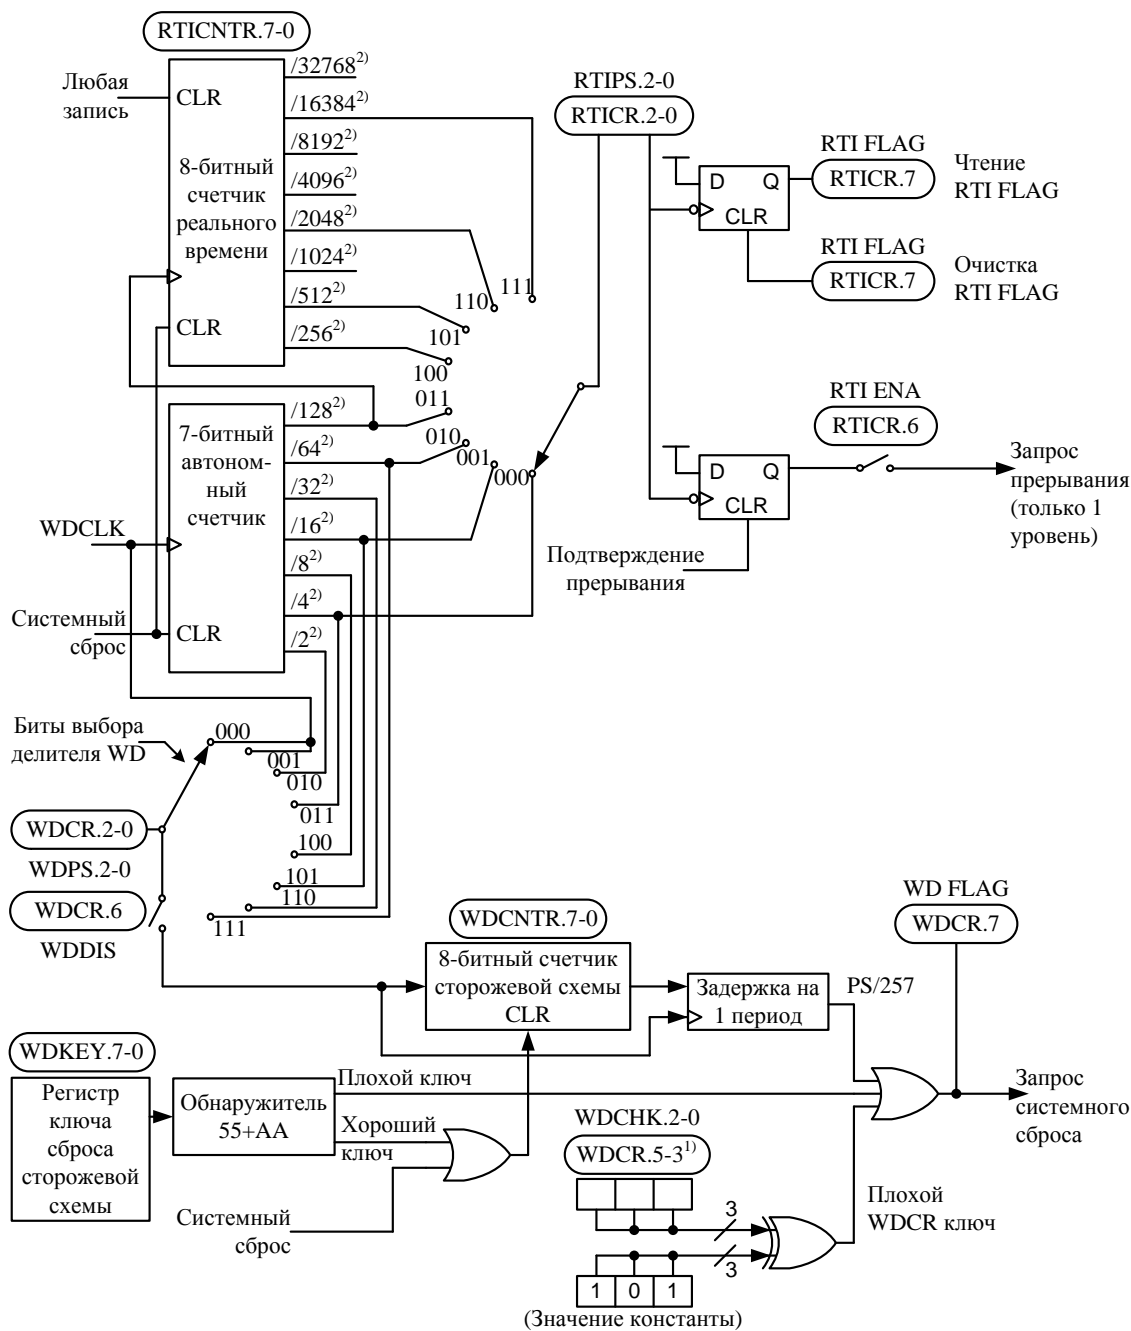 RTICNTR.7-0
Любая
запись
CLR
8-битный
счетчик
реального
времени
CLR
/32768²⁾
/16384²⁾
/8192²⁾
/4096²⁾
/2048²⁾
/1024²⁾
/512²⁾
/256²⁾
111
110
101
100
011
010
001
000
RTIPS.2-0
RTICR.2-0
D
Q
CLR
RTI FLAG
RTICR.7
Чтение
RTI FLAG
RTI FLAG
RTICR.7
Очистка
RTI FLAG
7-битный
автоном-
ный
счетчик
CLR
/128²⁾
/64²⁾
/32²⁾
/16²⁾
/8²⁾
/4²⁾
/2²⁾
WDCLK
Системный
сброс
D
Q
CLR
RTI ENA
RTICR.6
Запрос
прерывания
(только 1
уровень)
Подтверждение
прерывания
Биты выбора
делителя WD
000
001
010
011
100
101
110
111
WDCR.2-0
WDPS.2-0
WDCR.6
WDDIS
WDCNTR.7-0
8-битный счетчик
сторожевой схемы
CLR
Задержка на
1 период
PS/257
WD FLAG
WDCR.7
WDKEY.7-0
Регистр
ключа
сброса
сторожевой
схемы
Обнаружитель
55+AA
Плохой ключ
Хороший
ключ
Системный
сброс
WDCHK.2-0
WDCR.5-3¹⁾
3
3
1 0 1
(Значение константы)
Плохой
WDCR ключ
Запрос
системного
сброса